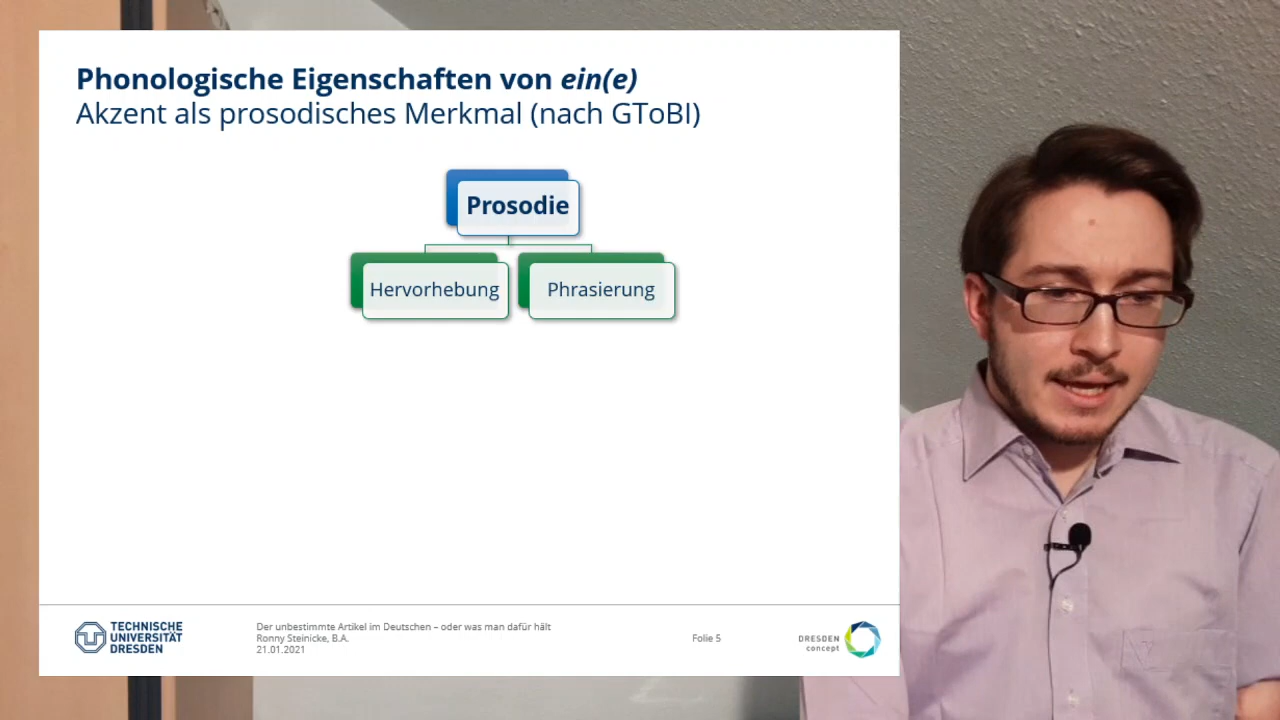 Phonologische Eigenschaften von ein(e)
Akzent als prosodisches Merkmal (nach GToBI)
Prosodie
Hervorhebung
Phrasierung
TECHNISCHE
UNIVERSITÄT
DRESDEN
Der unbestimmte Artikel im Deutschen – oder was man dafür hält
Ronny Steinicke, B.A.
21.01.2021
Folie 5
DRESDEN
concept